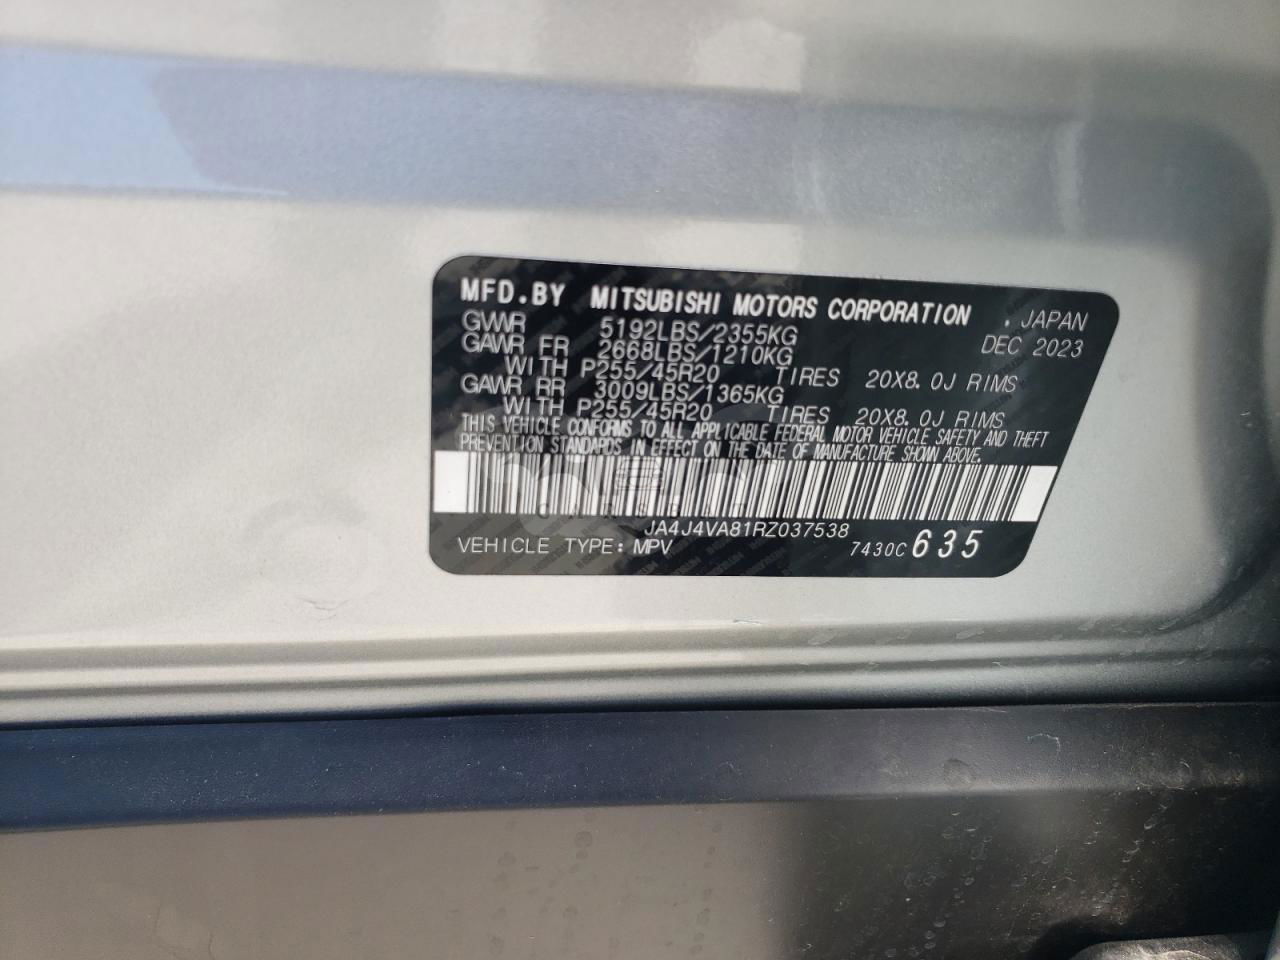 MFD.BY MITSUBISHI MOTORS CORPORATION . JAPAN
GVWR 5192LBS/2355KG DEC 2023
GAWR FR 2668LBS/1210KG
WITH P255/45R20 TIRES 20X8.0J RIMS
GAWR RR 3009LBS/1365KG
WITH P255/45R20 TIRES 20X8.0J RIMS
THIS VEHICLE CONFORMS TO ALL APPLICABLE FEDERAL MOTOR VEHICLE SAFETY AND THEFT
PREVENTION STANDARDS IN EFFECT ON THE DATE OF MANUFACTURE SHOWN ABOVE.
JA4J4VA81RZ037538
VEHICLE TYPE: MPV 7430C 635